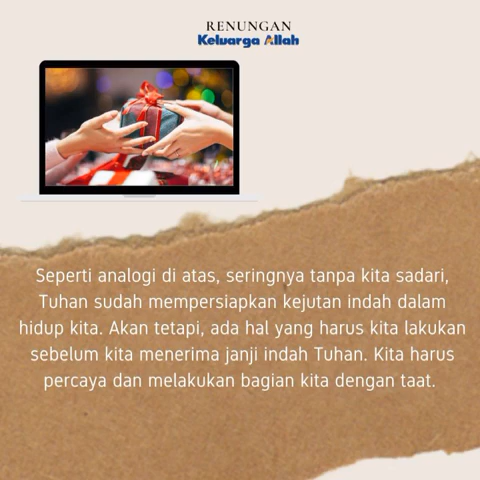 RENUNGAN
Keluarga Allah
Seperti analogi di atas, seringnya tanpa kita sadari,
Tuhan sudah mempersiapkan kejutan indah dalam
hidup kita. Akan tetapi, ada hal yang harus kita lakukan
sebelum kita menerima janji indah Tuhan. Kita harus
percaya dan melakukan bagian kita dengan taat.